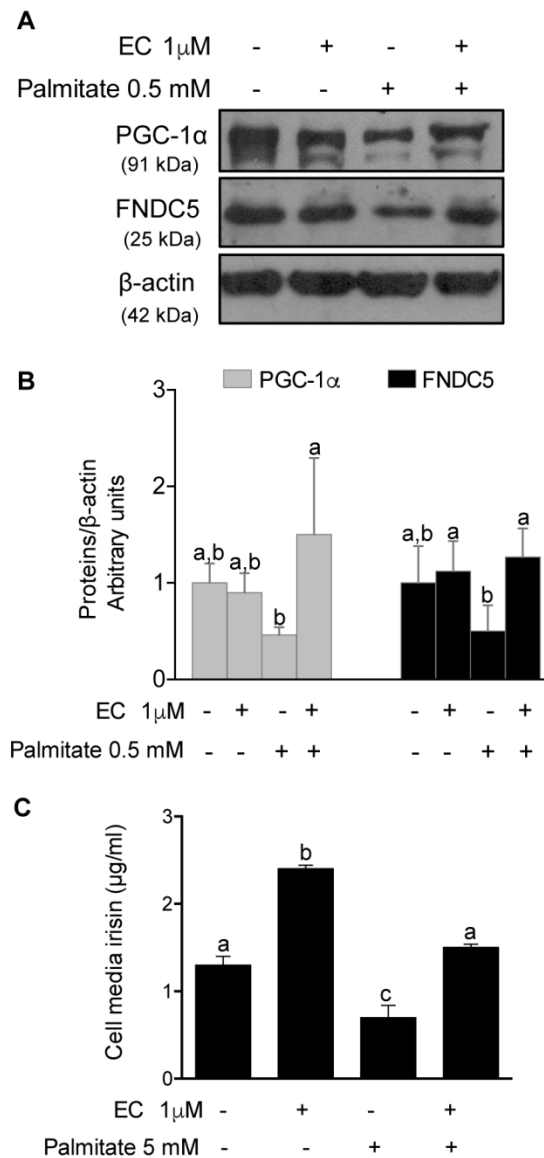 A
EC 1μM - + - +
Palmitate 0.5 mM - - + +
PGC-1α
(91 kDa)
FNDC5
(25 kDa)
β-actin
(42 kDa)
B
PGC-1α FNDC5
Proteins/β-actin
Arbitrary units
3
2
1
0
a,b a,b b a a,b a b a
EC 1μM - + - + - + - +
Palmitate 0.5 mM - - + + - - + +
C
Cell media irisin (μg/ml)
3
2
1
0
a b c a
EC 1μM - + - +
Palmitate 5 mM - - + +